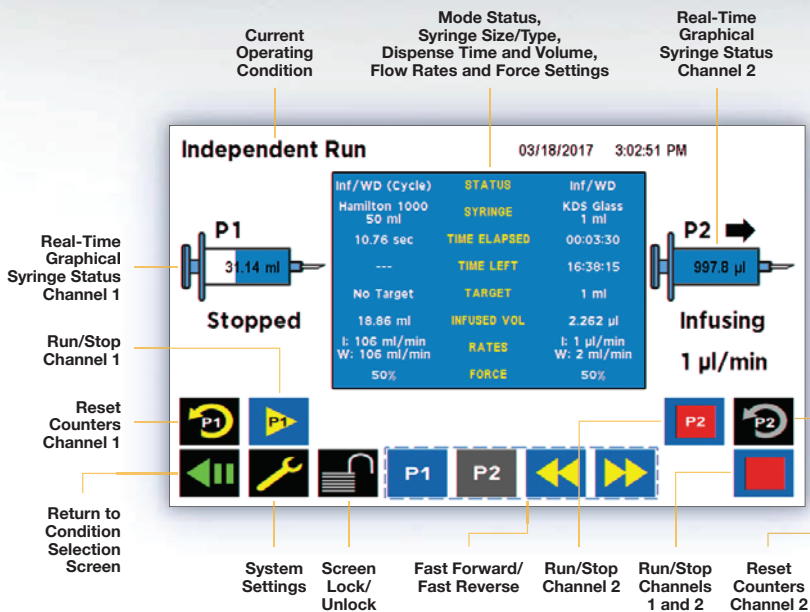 Current
Operating
Condition
Mode Status,
Syringe Size/Type,
Dispense Time and Volume,
Flow Rates and Force Settings
Real-Time
Graphical
Syringe Status
Channel 2
Independent Run
03/18/2017 3:02:51 PM
Inf/WD (Cycle) STATUS Inf/WD
Hamilton 1000 SYRINGE KDS Glass
50 ml 1 ml
10.76 sec TIME ELAPSED 00:03:30
--- TIME LEFT 16:38:15
No Target TARGET 1 ml
18.86 ml INFUSED VOL 2.262 µl
I: 106 ml/min RATES I: 1 µl/min
W: 106 ml/min W: 2 ml/min
50% FORCE 50%
P1
31.14 ml
Stopped
P2
997.8 µl
Infusing
1 µl/min
Real-Time
Graphical
Syringe Status
Channel 1
Run/Stop
Channel 1
Reset
Counters
Channel 1
Return to
Condition
Selection
Screen
P1
P1
P2
P2
P1
P2
System
Settings
Screen
Lock/
Unlock
Fast Forward/
Fast Reverse
Run/Stop
Channel 2
Run/Stop
Channels
1 and 2
Reset
Counters
Channel 2